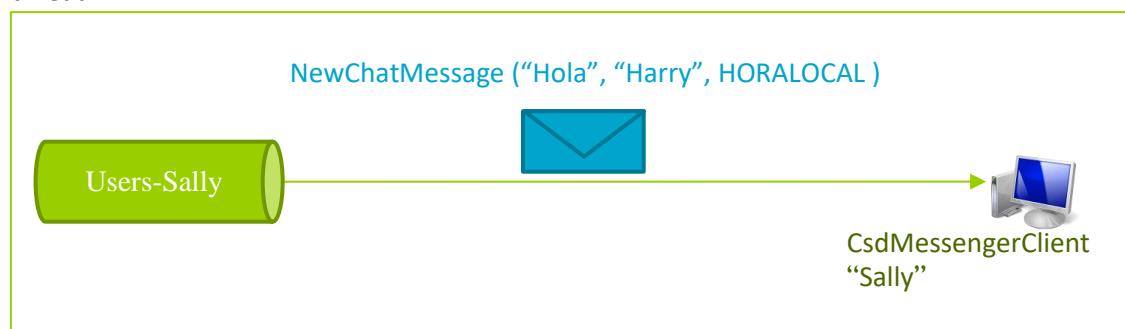 NewChatMessage (“Hola”, “Harry”, HORALOCAL )
Users-Sally
CsdMessengerClient
“Sally”